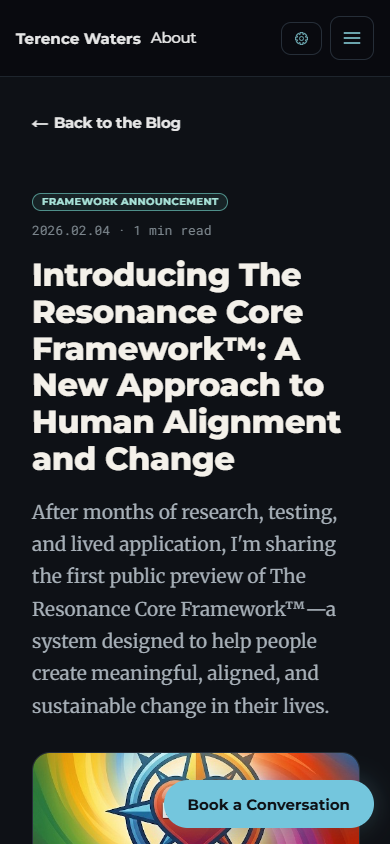 Terence Waters About
← Back to the Blog
FRAMEWORK ANNOUNCEMENT
2026.02.04 · 1 min read
Introducing The
Resonance Core
Framework™: A
New Approach to
Human Alignment
and Change
After months of research, testing,
and lived application, I'm sharing
the first public preview of The
Resonance Core Framework™—a
system designed to help people
create meaningful, aligned, and
sustainable change in their lives.
Book a Conversation